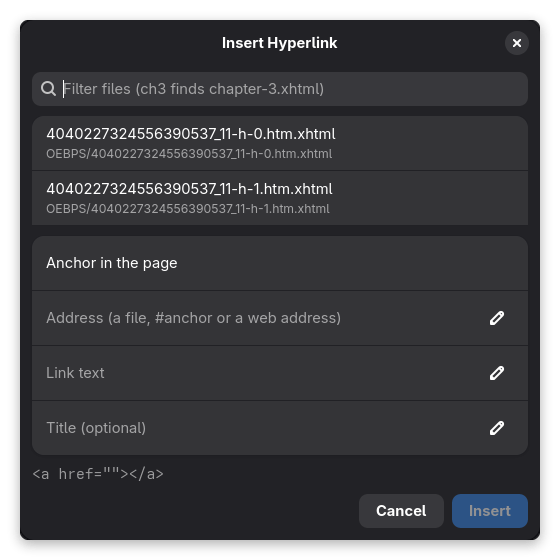 Insert Hyperlink
Filter files (ch3 finds chapter-3.xhtml)
4040227324556390537_11-h-0.htm.xhtml
OEBPS/4040227324556390537_11-h-0.htm.xhtml
4040227324556390537_11-h-1.htm.xhtml
OEBPS/4040227324556390537_11-h-1.htm.xhtml
Anchor in the page
Address (a file, #anchor or a web address)
Link text
Title (optional)
<a href=""></a>
Cancel
Insert